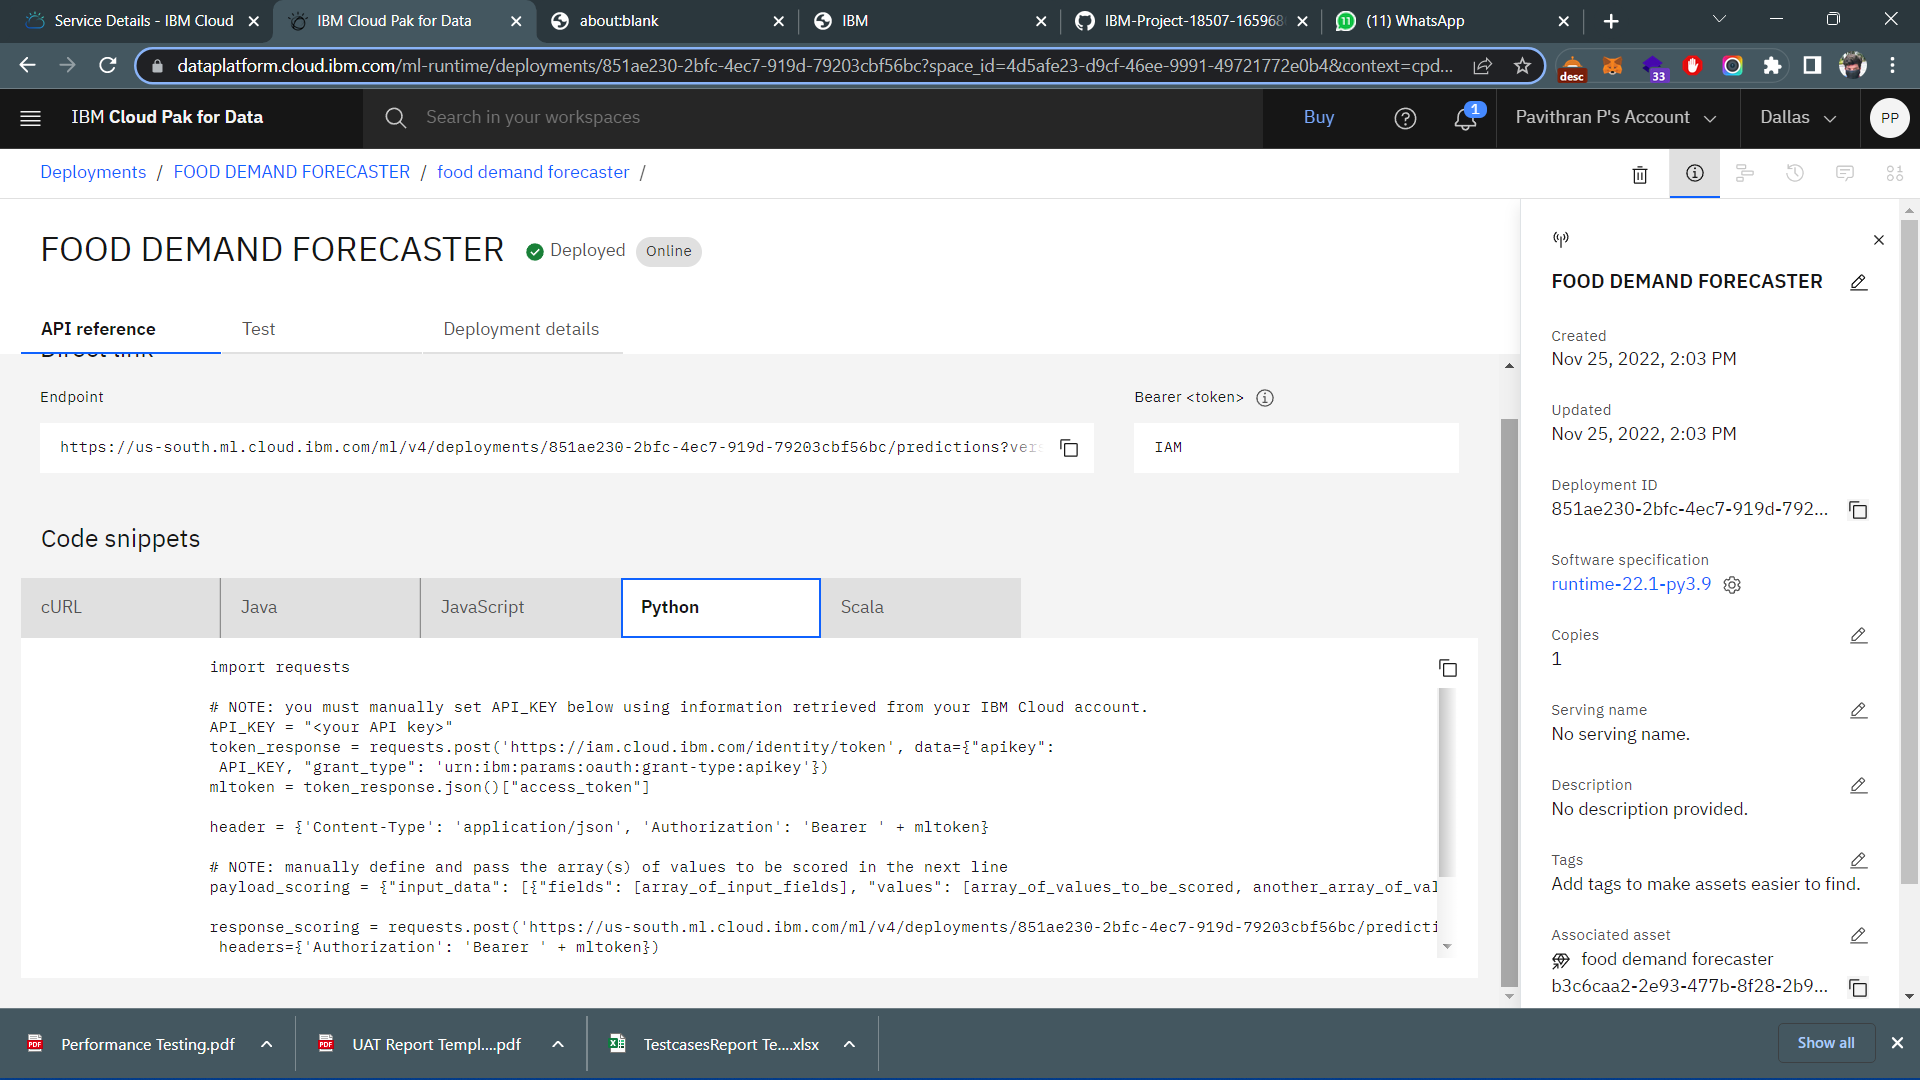 Service Details - IBM Cloud
IBM Cloud Pak for Data
about:blank
IBM
IBM-Project-18507-165968
(11) WhatsApp
dataplatform.cloud.ibm.com/ml-runtime/deployments/851ae230-2bfc-4ec7-919d-79203cbf56bc?space_id=4d5afe23-d9cf-46ee-9991-49721772e0b4&context=cpd...
desc
33
IBM Cloud Pak for Data
Search in your workspaces
Buy
1
Pavithran P's Account
Dallas
PP
Deployments / FOOD DEMAND FORECASTER / food demand forecaster /
FOOD DEMAND FORECASTER
Deployed
Online
API reference
Test
Deployment details
Direct link
Endpoint
https://us-south.ml.cloud.ibm.com/ml/v4/deployments/851ae230-2bfc-4ec7-919d-79203cbf56bc/predictions?vers
Bearer <token>
IAM
Code snippets
cURL
Java
JavaScript
Python
Scala
import requests
# NOTE: you must manually set API_KEY below using information retrieved from your IBM Cloud account.
API_KEY = "<your API key>"
token_response = requests.post('https://iam.cloud.ibm.com/identity/token', data={"apikey":
API_KEY, "grant_type": 'urn:ibm:params:oauth:grant-type:apikey'})
mltoken = token_response.json()["access_token"]
header = {'Content-Type': 'application/json', 'Authorization': 'Bearer ' + mltoken}
# NOTE: manually define and pass the array(s) of values to be scored in the next line
payload_scoring = {"input_data": [{"fields": [array_of_input_fields], "values": [array_of_values_to_be_scored, another_array_of_val
response_scoring = requests.post('https://us-south.ml.cloud.ibm.com/ml/v4/deployments/851ae230-2bfc-4ec7-919d-79203cbf56bc/predicti
headers={'Authorization': 'Bearer ' + mltoken})
FOOD DEMAND FORECASTER
Created
Nov 25, 2022, 2:03 PM
Updated
Nov 25, 2022, 2:03 PM
Deployment ID
851ae230-2bfc-4ec7-919d-792...
Software specification
runtime-22.1-py3.9
Copies
1
Serving name
No serving name.
Description
No description provided.
Tags
Add tags to make assets easier to find.
Associated asset
food demand forecaster
b3c6caa2-2e93-477b-8f28-2b9...
Performance Testing.pdf
UAT Report Templ....pdf
TestcasesReport Te....xlsx
Show all